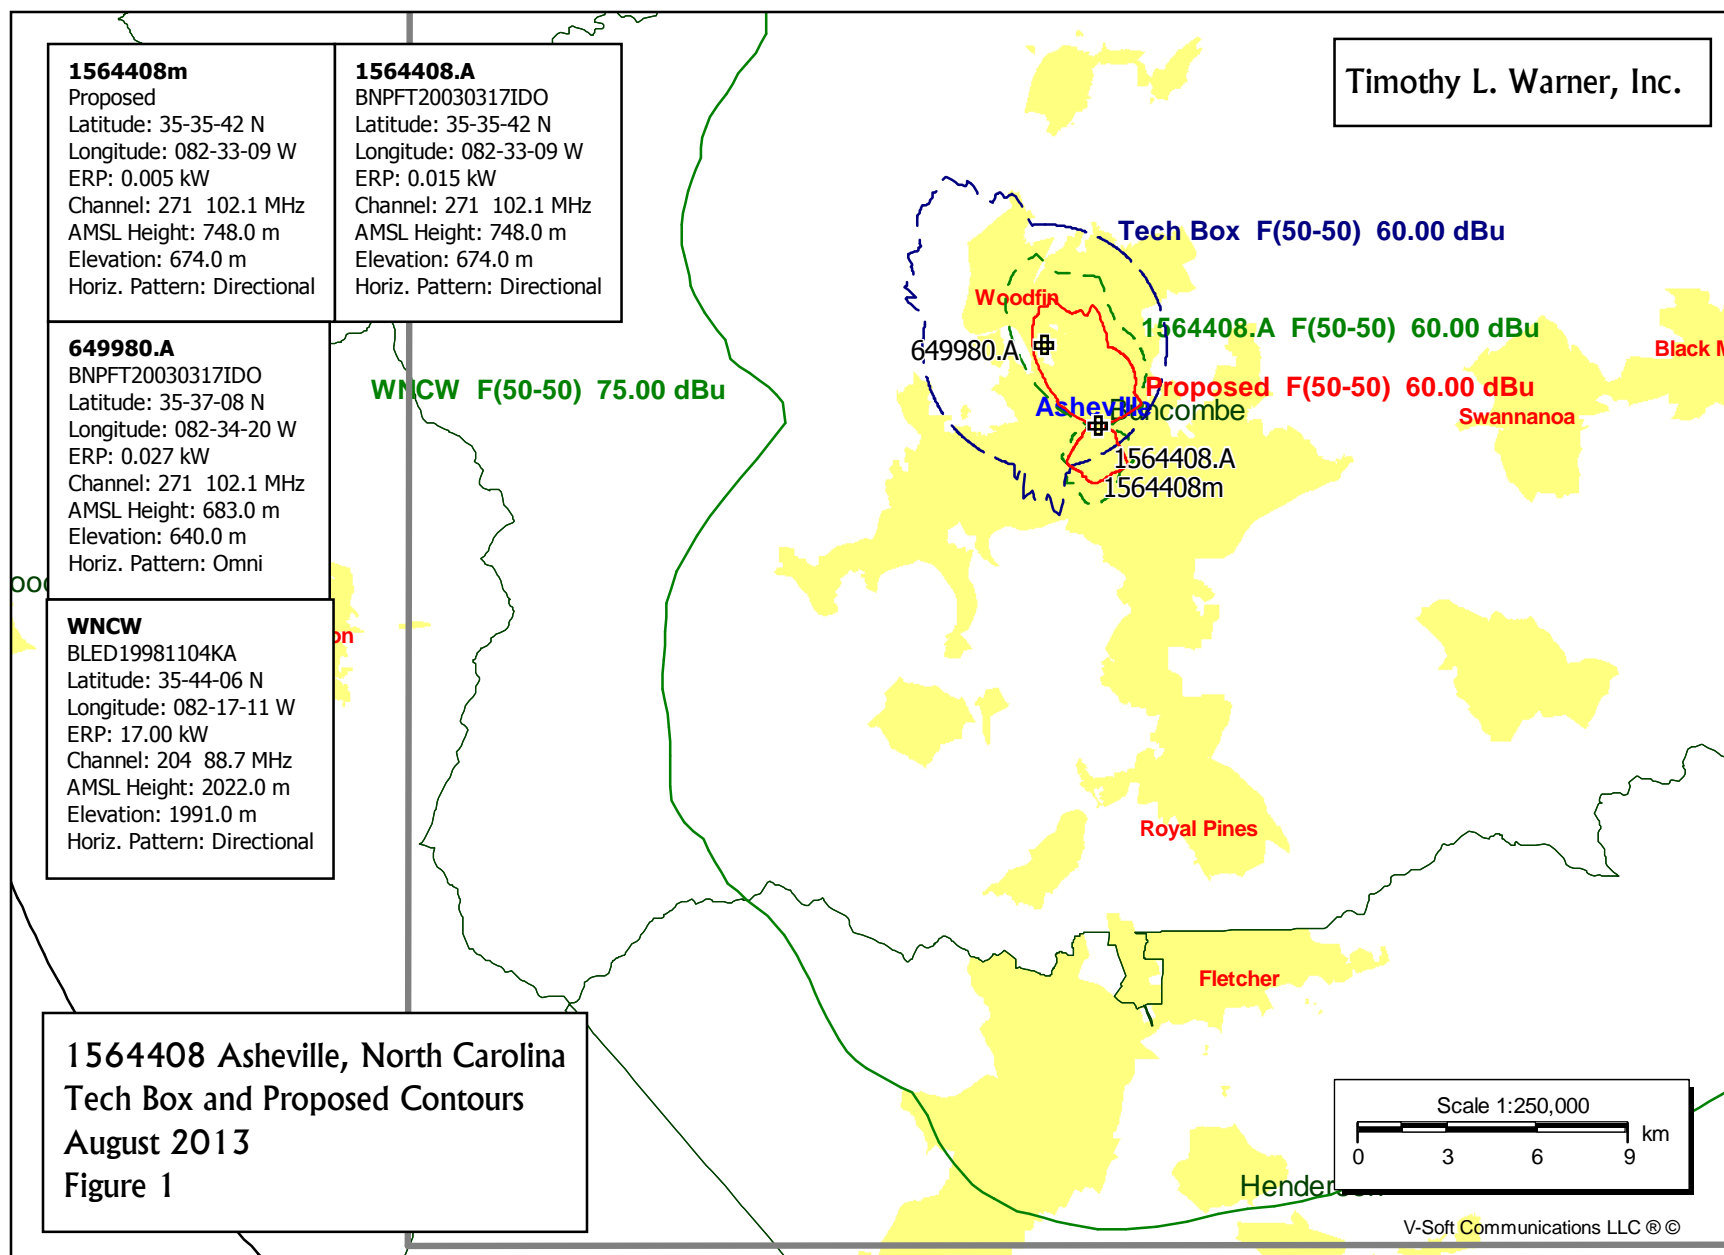 1564408m
Proposed
Latitude: 35-35-42 N
Longitude: 082-33-09 W
ERP: 0.005 kW
Channel: 271 102.1 MHz
AMSL Height: 748.0 m
Elevation: 674.0 m
Horiz. Pattern: Directional
1564408.A
BNPFT20030317IDO
Latitude: 35-35-42 N
Longitude: 082-33-09 W
ERP: 0.015 kW
Channel: 271 102.1 MHz
AMSL Height: 748.0 m
Elevation: 674.0 m
Horiz. Pattern: Directional
Timothy L. Warner, Inc.
649980.A
BNPFT20030317IDO
Latitude: 35-37-08 N
Longitude: 082-34-20 W
ERP: 0.027 kW
Channel: 271 102.1 MHz
AMSL Height: 683.0 m
Elevation: 640.0 m
Horiz. Pattern: Omni
WNCW
BLED19981104KA
Latitude: 35-44-06 N
Longitude: 082-17-11 W
ERP: 17.00 kW
Channel: 204 88.7 MHz
AMSL Height: 2022.0 m
Elevation: 1991.0 m
Horiz. Pattern: Directional
Tech Box F(50-50) 60.00 dBu
Woodfin
1564408.A F(50-50) 60.00 dBu
649980.A
Black M
WNCW F(50-50) 75.00 dBu
Proposed F(50-50) 60.00 dBu
Asheville
Buncombe
Swannanoa
1564408.A
1564408m
on
Royal Pines
Fletcher
Henderson
1564408 Asheville, North Carolina
Tech Box and Proposed Contours
August 2013
Figure 1
Scale 1:250,000
km
0 3 6 9
V-Soft Communications LLC ® ©